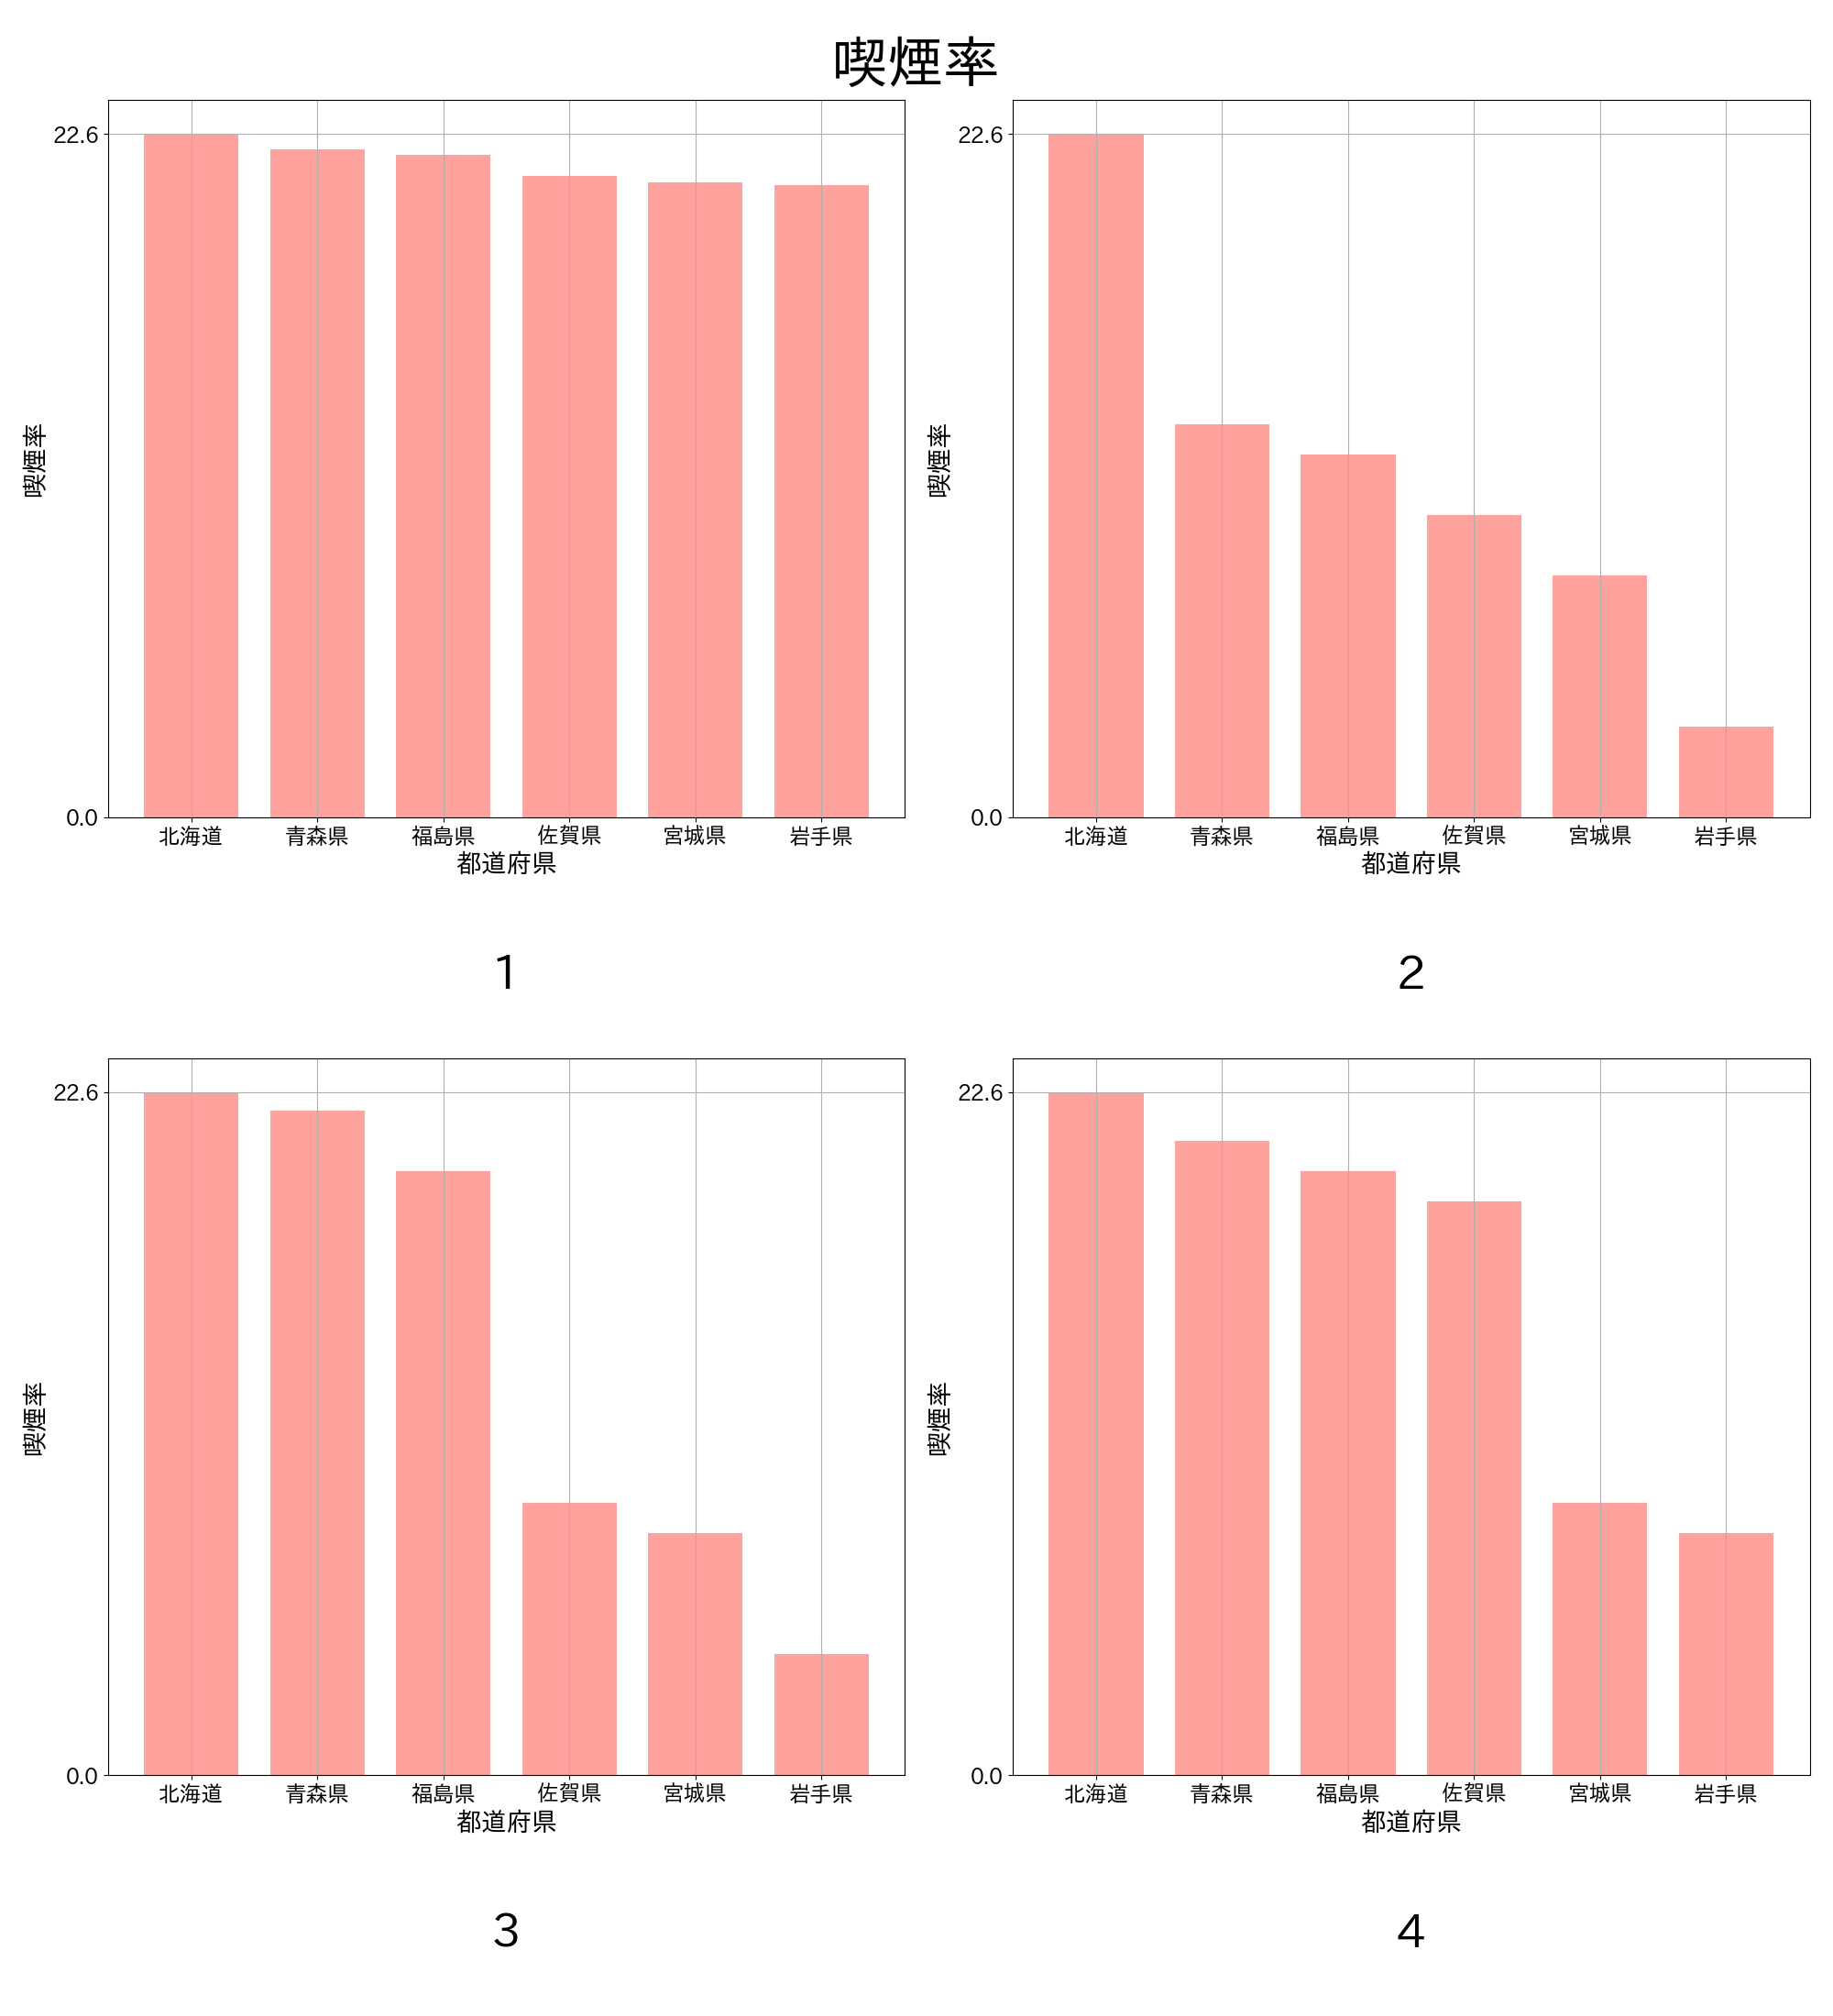 喫煙率
22.6
0.0
喫煙率
北海道 青森県 福島県 佐賀県 宮城県 岩手県
都道府県
1
22.6
0.0
喫煙率
北海道 青森県 福島県 佐賀県 宮城県 岩手県
都道府県
2
22.6
0.0
喫煙率
北海道 青森県 福島県 佐賀県 宮城県 岩手県
都道府県
3
22.6
0.0
喫煙率
北海道 青森県 福島県 佐賀県 宮城県 岩手県
都道府県
4